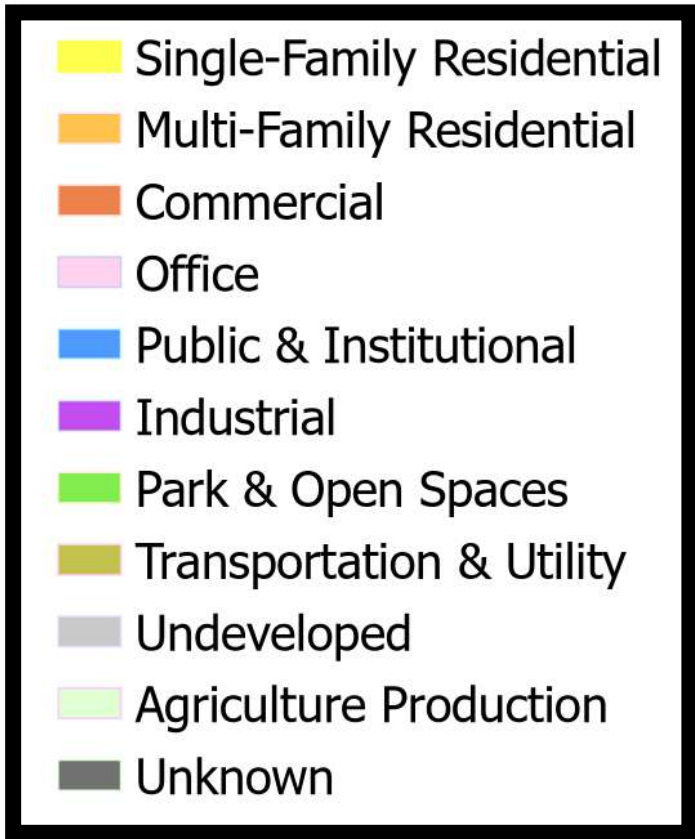 Single-Family Residential
Multi-Family Residential
Commercial
Office
Public & Institutional
Industrial
Park & Open Spaces
Transportation & Utility
Undeveloped
Agriculture Production
Unknown